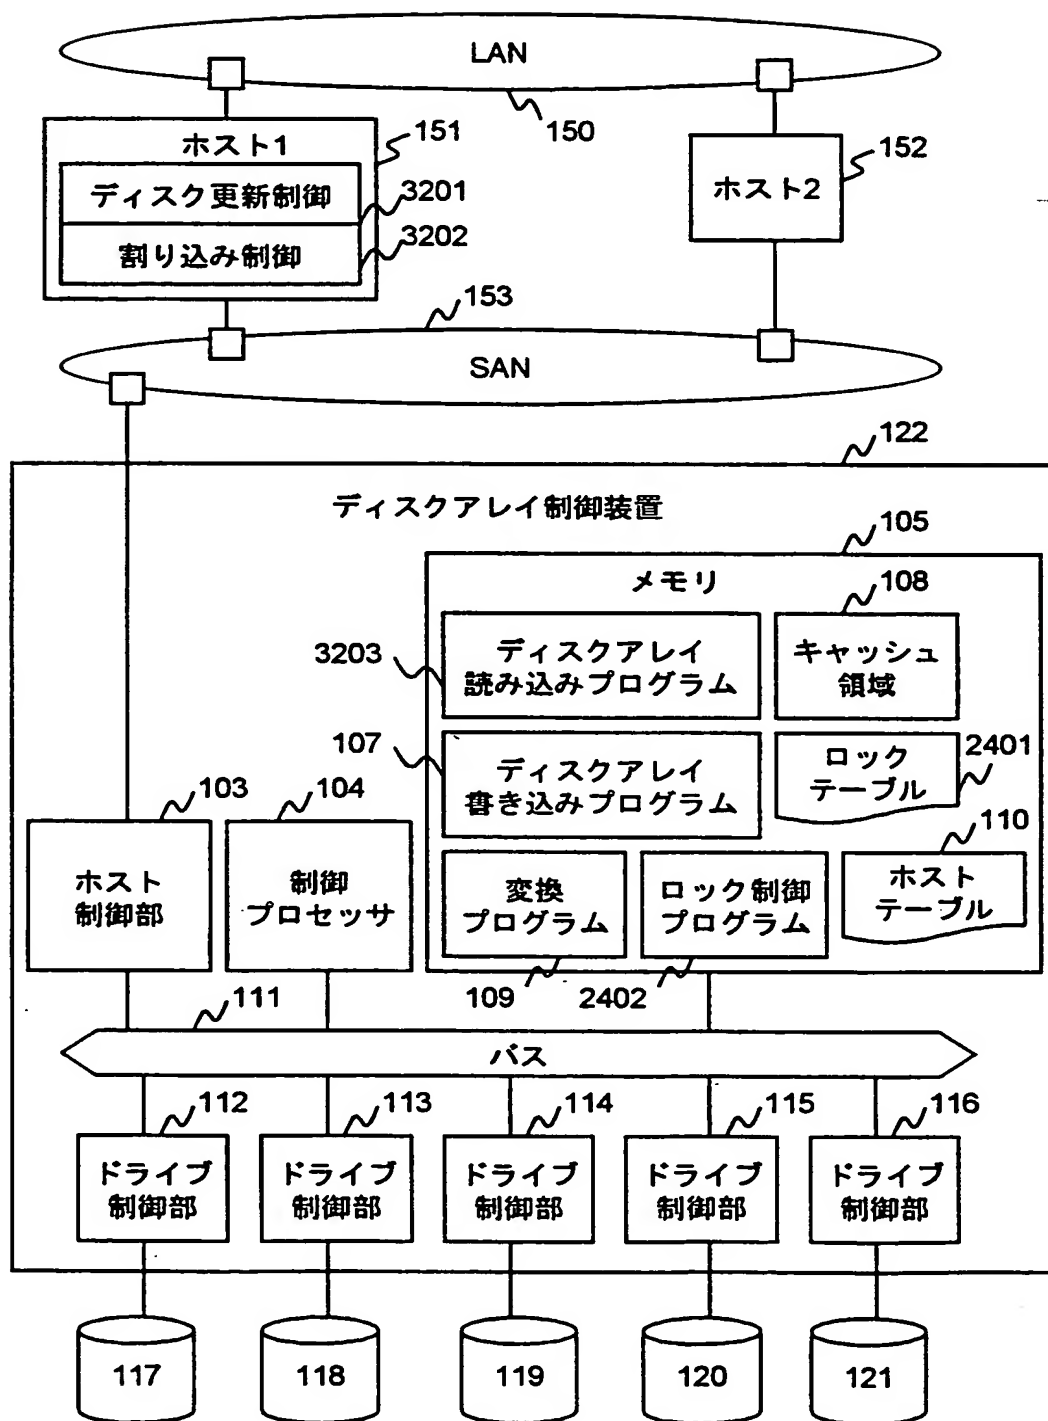 LAN
150
ホスト1
151
ディスク更新制御
3201
割り込み制御
3202
ホスト2
152
153
SAN
122
ディスクアレイ制御装置
105
メモリ
108
3203
ディスクアレイ
読み込みプログラム
キャッシュ
領域
107
ディスクアレイ
書き込みプログラム
ロック
テーブル
2401
103
104
110
ホスト
制御部
制御
プロセッサ
変換
プログラム
ロック制御
プログラム
ホスト
テーブル
109
2402
111
バス
112
113
114
115
116
ドライブ
制御部
ドライブ
制御部
ドライブ
制御部
ドライブ
制御部
ドライブ
制御部
117
118
119
120
121